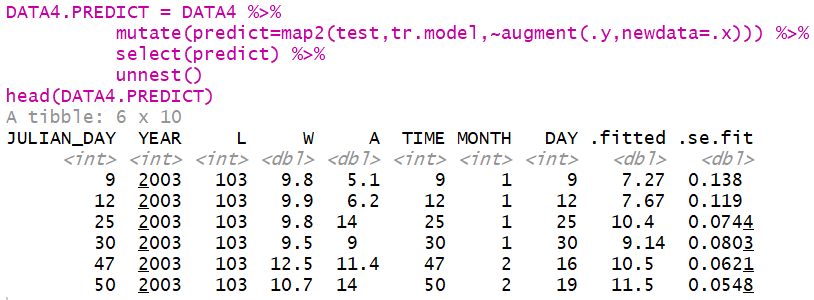 DATA4.PREDICT = DATA4 %>%
mutate(predict=map2(test,tr.model,~augment(.y,newdata=.x))) %>%
select(predict) %>%
unnest()
head(DATA4.PREDICT)
A tibble: 6 x 10
JULIAN_DAY YEAR L W A TIME MONTH DAY .fitted .se.fit
<int> <int> <int> <dbl> <dbl> <int> <int> <int> <dbl> <dbl>
9 2003 103 9.8 5.1 9 1 9 7.27 0.138
12 2003 103 9.9 6.2 12 1 12 7.67 0.119
25 2003 103 9.8 14 25 1 25 10.4 0.0744
30 2003 103 9.5 9 30 1 30 9.14 0.0803
47 2003 103 12.5 11.4 47 2 16 10.5 0.0621
50 2003 103 10.7 14 50 2 19 11.5 0.0548